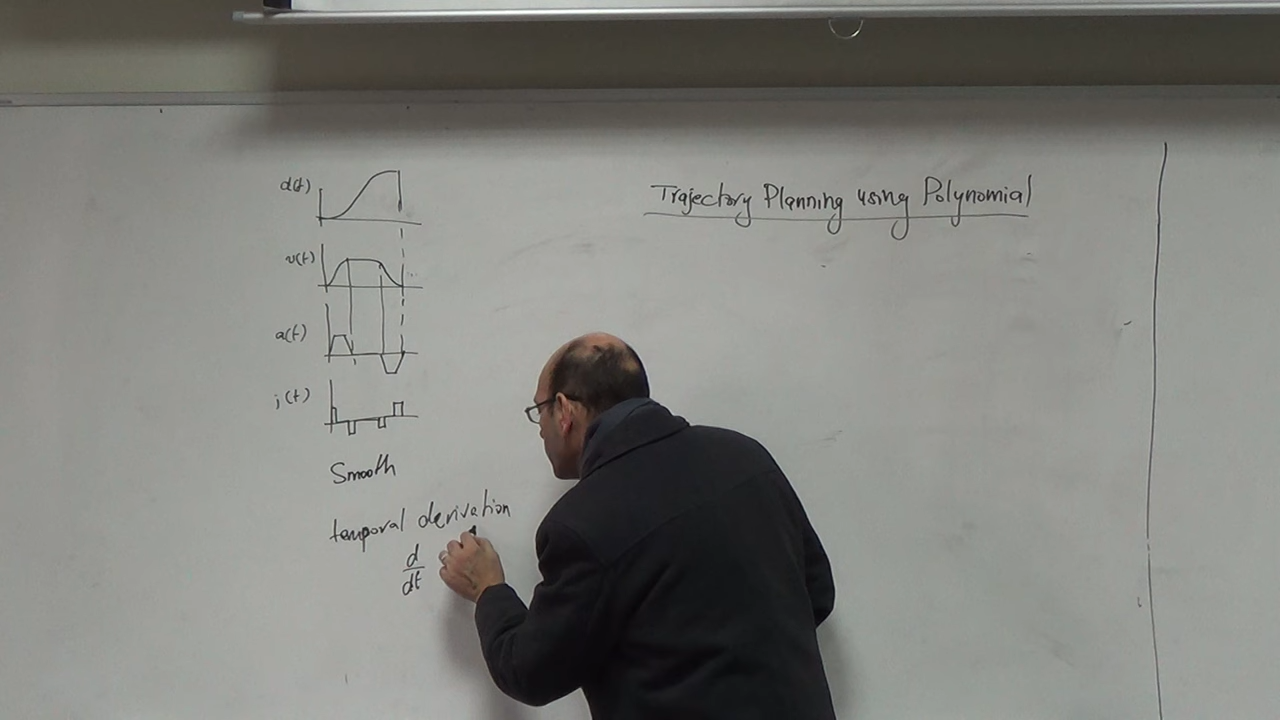 d(t)
Trajectory Planning using Polynomial
v(t)
a(t)
j(t)
Smooth
temporal derivation
d
dt